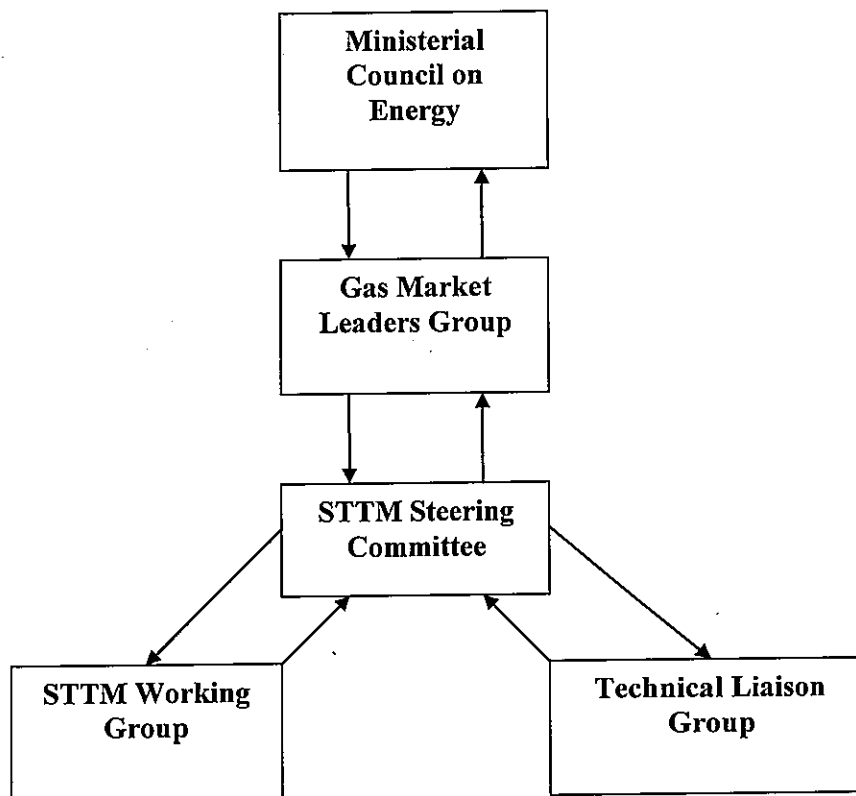 Ministerial
Council on
Energy
Gas Market
Leaders Group
STTM Steering
Committee
STTM Working
Group
Technical Liaison
Group